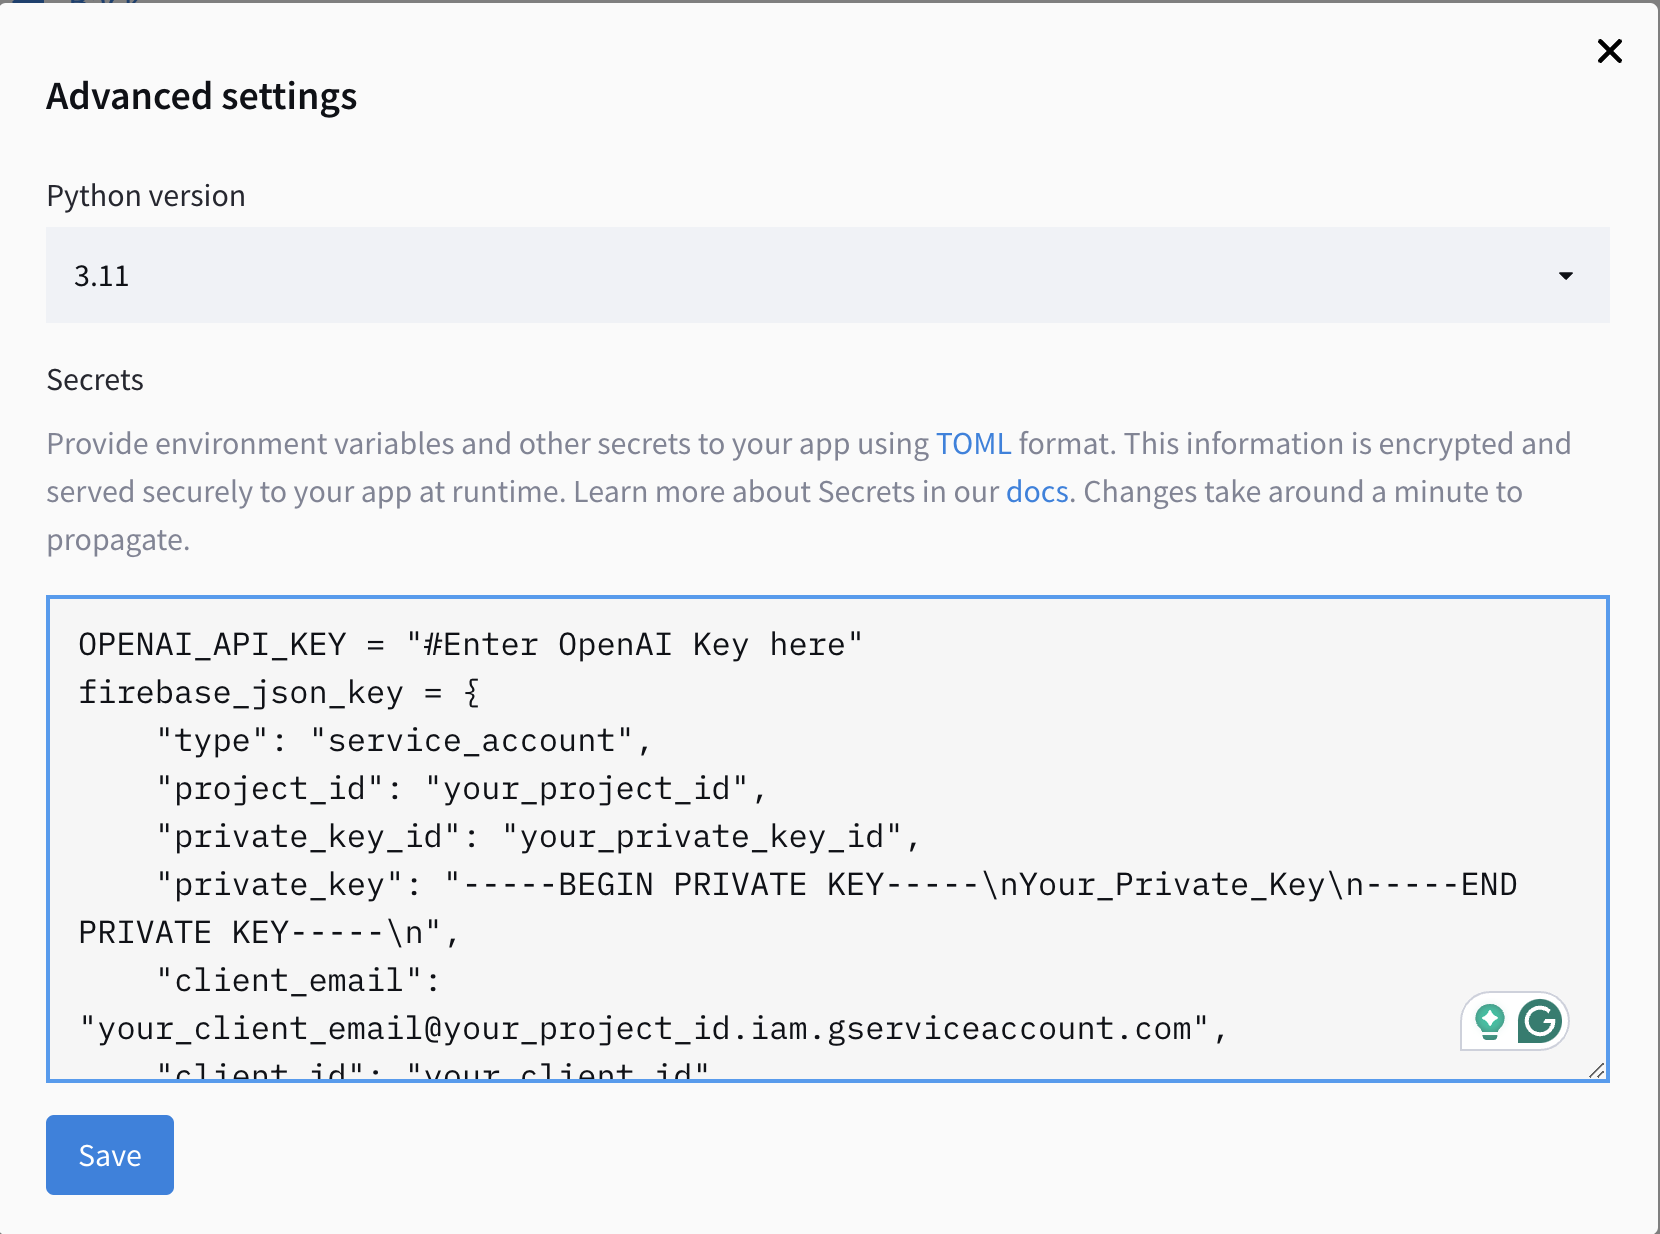 Advanced settings
Python version
3.11
Secrets
Provide environment variables and other secrets to your app using TOML format. This information is encrypted and
served securely to your app at runtime. Learn more about Secrets in our docs. Changes take around a minute to
propagate.
OPENAI_API_KEY = "#Enter OpenAI Key here"
firebase_json_key = {
    "type": "service_account",
    "project_id": "your_project_id",
    "private_key_id": "your_private_key_id",
    "private_key": "-----BEGIN PRIVATE KEY-----\nYour_Private_Key\n-----END
PRIVATE KEY-----\n",
    "client_email":
"your_client_email@your_project_id.iam.gserviceaccount.com",
    "client_id": "your_client_id"
Save